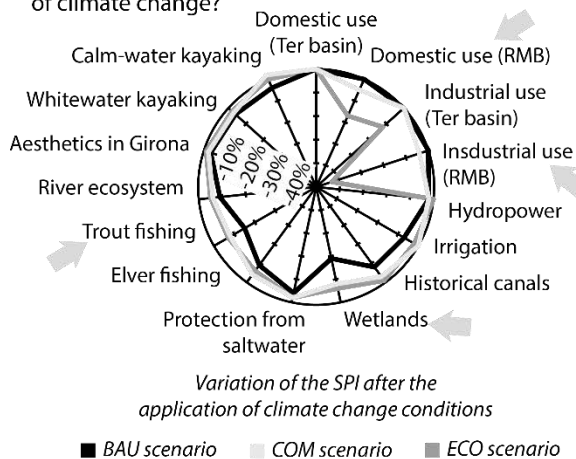 of climate change?
Domestic use
(Ter basin)
Calm-water kayaking
Domestic use (RMB)
Whitewater kayaking
Industrial use
(Ter basin)
Aesthetics in Girona
Insdustrial use
(RMB)
River ecosystem
Hydropower
Trout fishing
Irrigation
Elver fishing
Historical canals
Protection from
saltwater
Wetlands
-10%
-20%
-30%
-40%
Variation of the SPI after the
application of climate change conditions
BAU scenario COM scenario ECO scenario